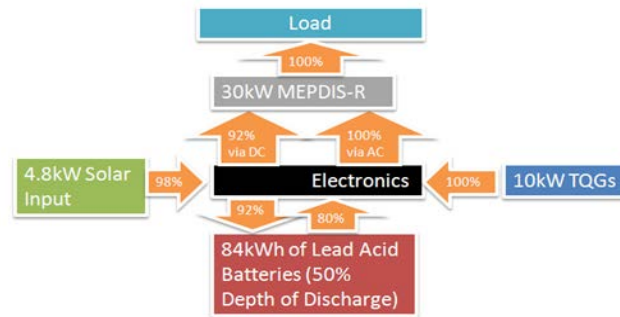 Load
100%
30kW MEPDIS-R
92%
via DC
100%
via AC
4.8kW Solar
Input
98%
Electronics
100%
10kW TQGs
92%
80%
84kWh of Lead Acid
Batteries (50%
Depth of Discharge)